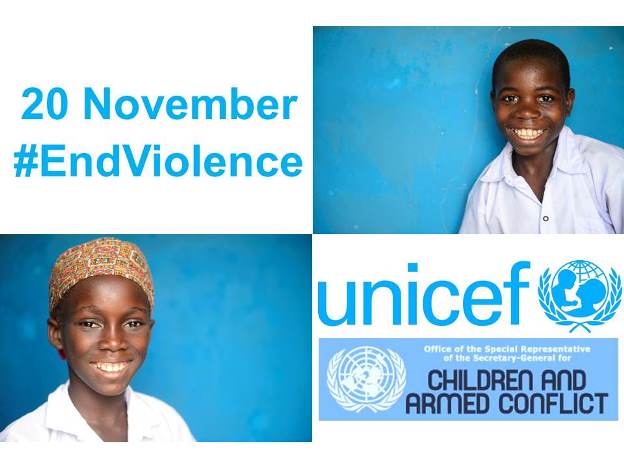 20 November
#EndViolence
unicef
Office of the Special Representative
of the Secretary-General for
CHILDREN AND
ARMED CONFLICT